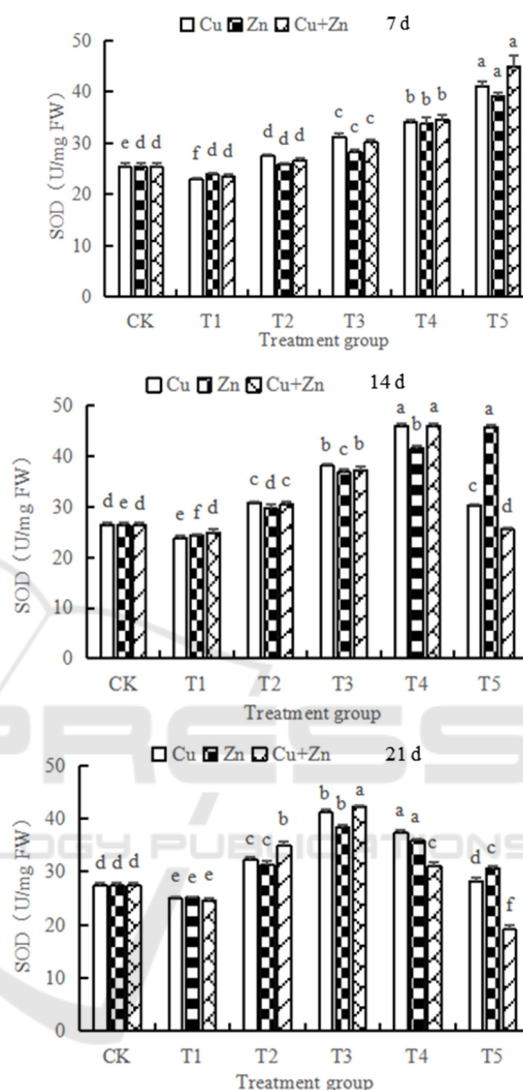 Cu Zn Cu+Zn 7 d
50
40
30
20
10
0
SOD (U/mg FW)
e d d f d d d d d c c c b b b a a a
CK T1 T2 T3 T4 T5
Treatment group
Cu Zn Cu+Zn 14 d
50
40
30
20
10
0
SOD (U/mg FW)
d e d e f d c d c b c b a b a c a d
CK T1 T2 T3 T4 T5
Treatment group
PRESS
Cu Zn Cu+Zn 21 d
50
40
30
20
10
0
SOD (U/mg FW)
d d d e e e c c b b b a a a c d c f
LOGY PUBLICATIONS
CK T1 T2 T3 T4 T5
Treatment group